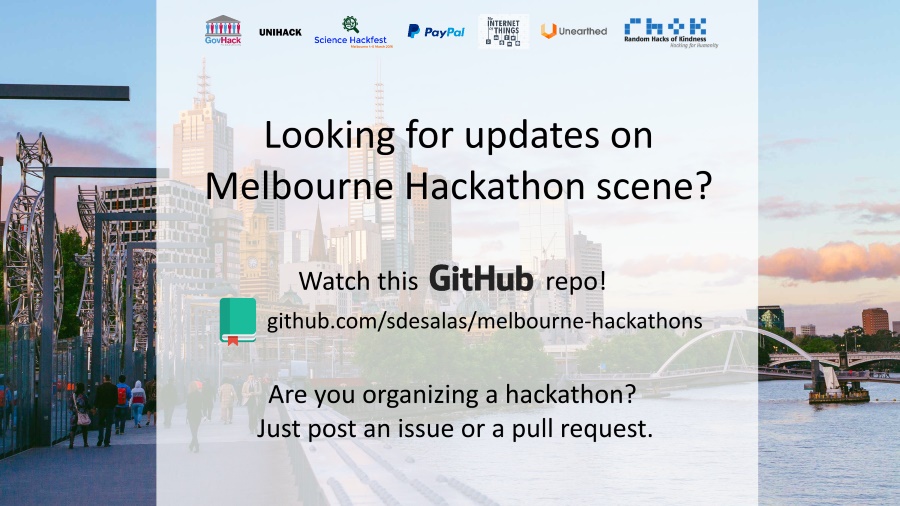 GovHack
UNIHACK
Science Hackfest
PayPal
The
INTERNET
of
THINGS
Unearthed
rhok
Random Hacks of Kindness
Hacking for Humanity
Looking for updates on
Melbourne Hackathon scene?
Watch this GitHub repo!
github.com/sdesalas/melbourne-hackathons
Are you organizing a hackathon?
Just post an issue or a pull request.